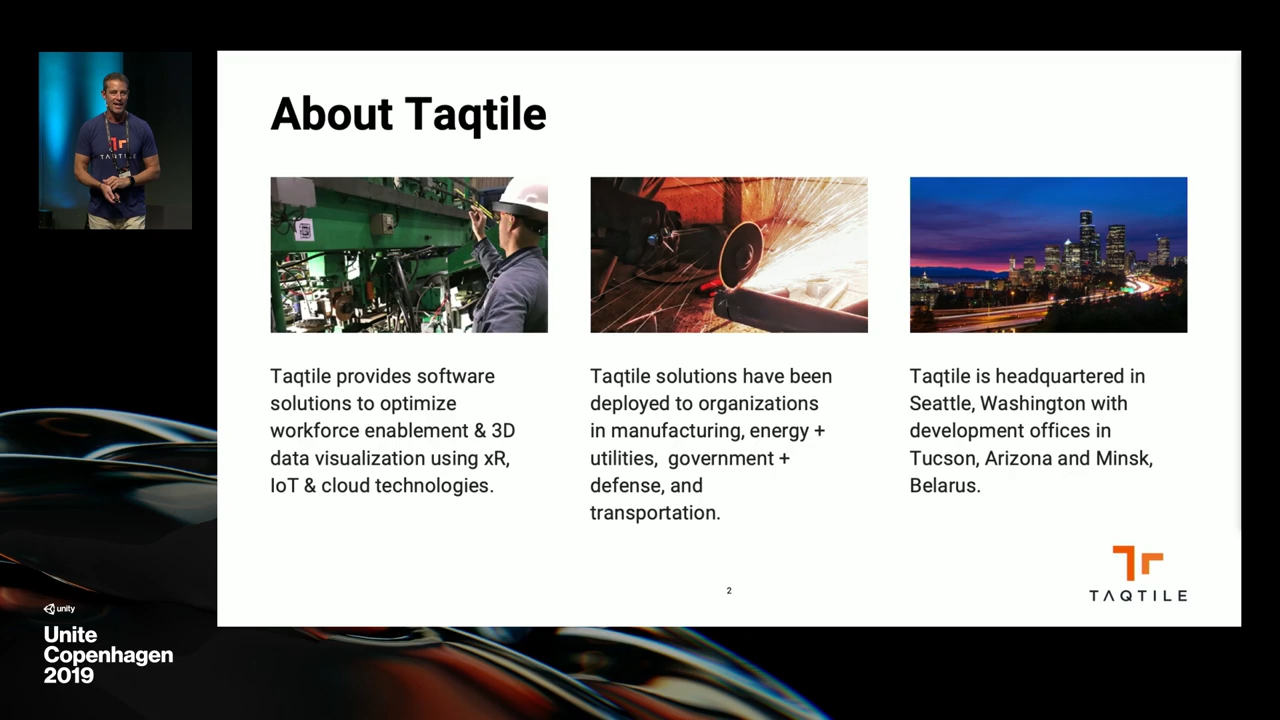 TAQTILE
About Taqtile
Taqtile provides software
solutions to optimize
workforce enablement & 3D
data visualization using xR,
IoT & cloud technologies.
Taqtile solutions have been
deployed to organizations
in manufacturing, energy +
utilities,  government +
defense, and
transportation.
Taqtile is headquartered in
Seattle, Washington with
development offices in
Tucson, Arizona and Minsk,
Belarus.
2
TAQTILE
unity
Unite
Copenhagen
2019